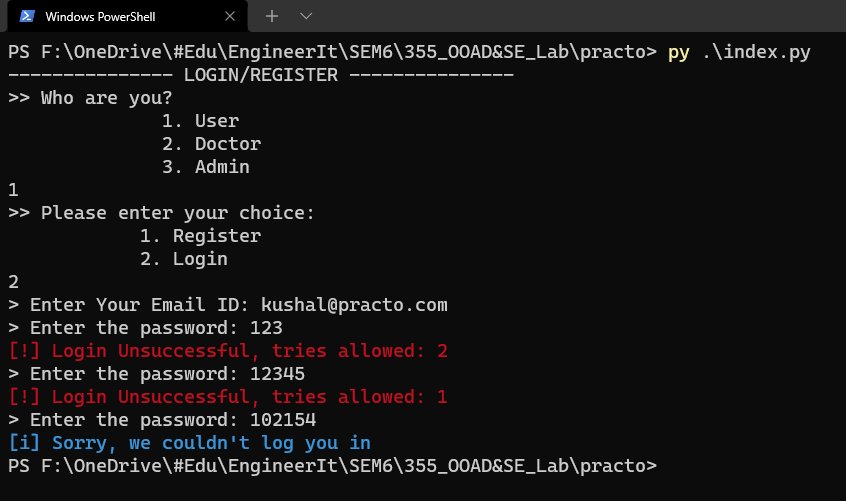 Windows PowerShell
PS F:\OneDrive\#Edu\EngineerIt\SEM6\355_OOAD&SE_Lab\practo> py .\index.py
--------------- LOGIN/REGISTER ---------------
>> Who are you?
1. User
2. Doctor
3. Admin
1
>> Please enter your choice:
1. Register
2. Login
2
> Enter Your Email ID: kushal@practo.com
> Enter the password: 123
[!] Login Unsuccessful, tries allowed: 2
> Enter the password: 12345
[!] Login Unsuccessful, tries allowed: 1
> Enter the password: 102154
[i] Sorry, we couldn't log you in
PS F:\OneDrive\#Edu\EngineerIt\SEM6\355_OOAD&SE_Lab\practo>